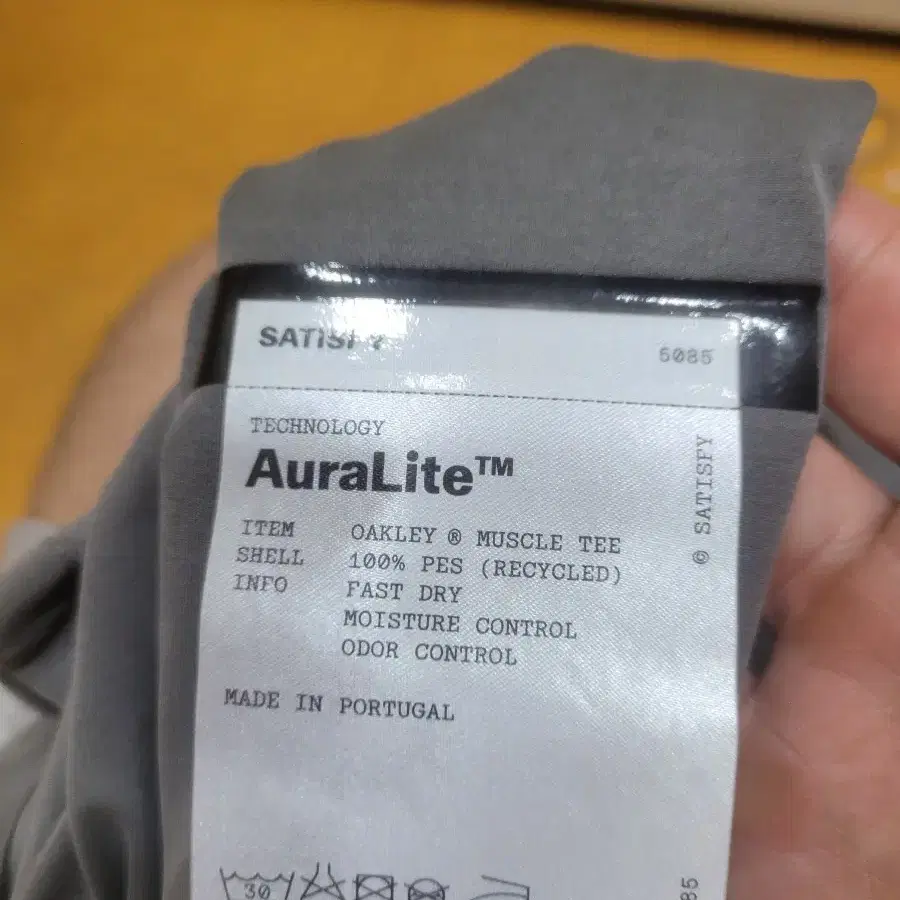 SATISFY
5085
TECHNOLOGY
AuraLite™
ITEM OAKLEY ® MUSCLE TEE
SHELL 100% PES (RECYCLED)
INFO FAST DRY
MOISTURE CONTROL
ODOR CONTROL
MADE IN PORTUGAL
© SATISFY
30
85